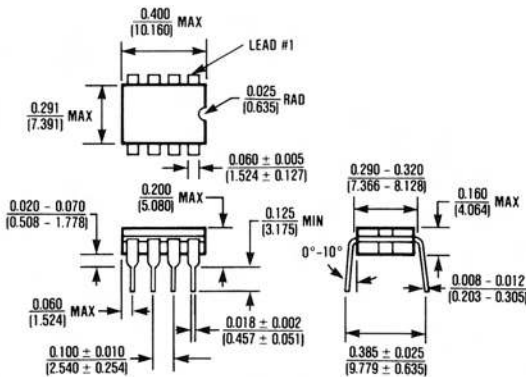 0.400
(10.160)
MAX
LEAD #1
0.025
(0.635)
RAD
0.291
(7.391)
MAX
0.060 ± 0.005
(1.524 ± 0.127)
0.020 - 0.070
(0.508 - 1.778)
0.200
(5.080)
MAX
0.125
(3.175)
MIN
0.060
(1.524)
MAX
0.018 ± 0.002
(0.457 ± 0.051)
0.100 ± 0.010
(2.540 ± 0.254)
0.290 - 0.320
(7.366 - 8.128)
0.160
(4.064)
MAX
0°-10°
0.008 - 0.012
(0.203 - 0.305)
0.385 ± 0.025
(9.779 ± 0.635)